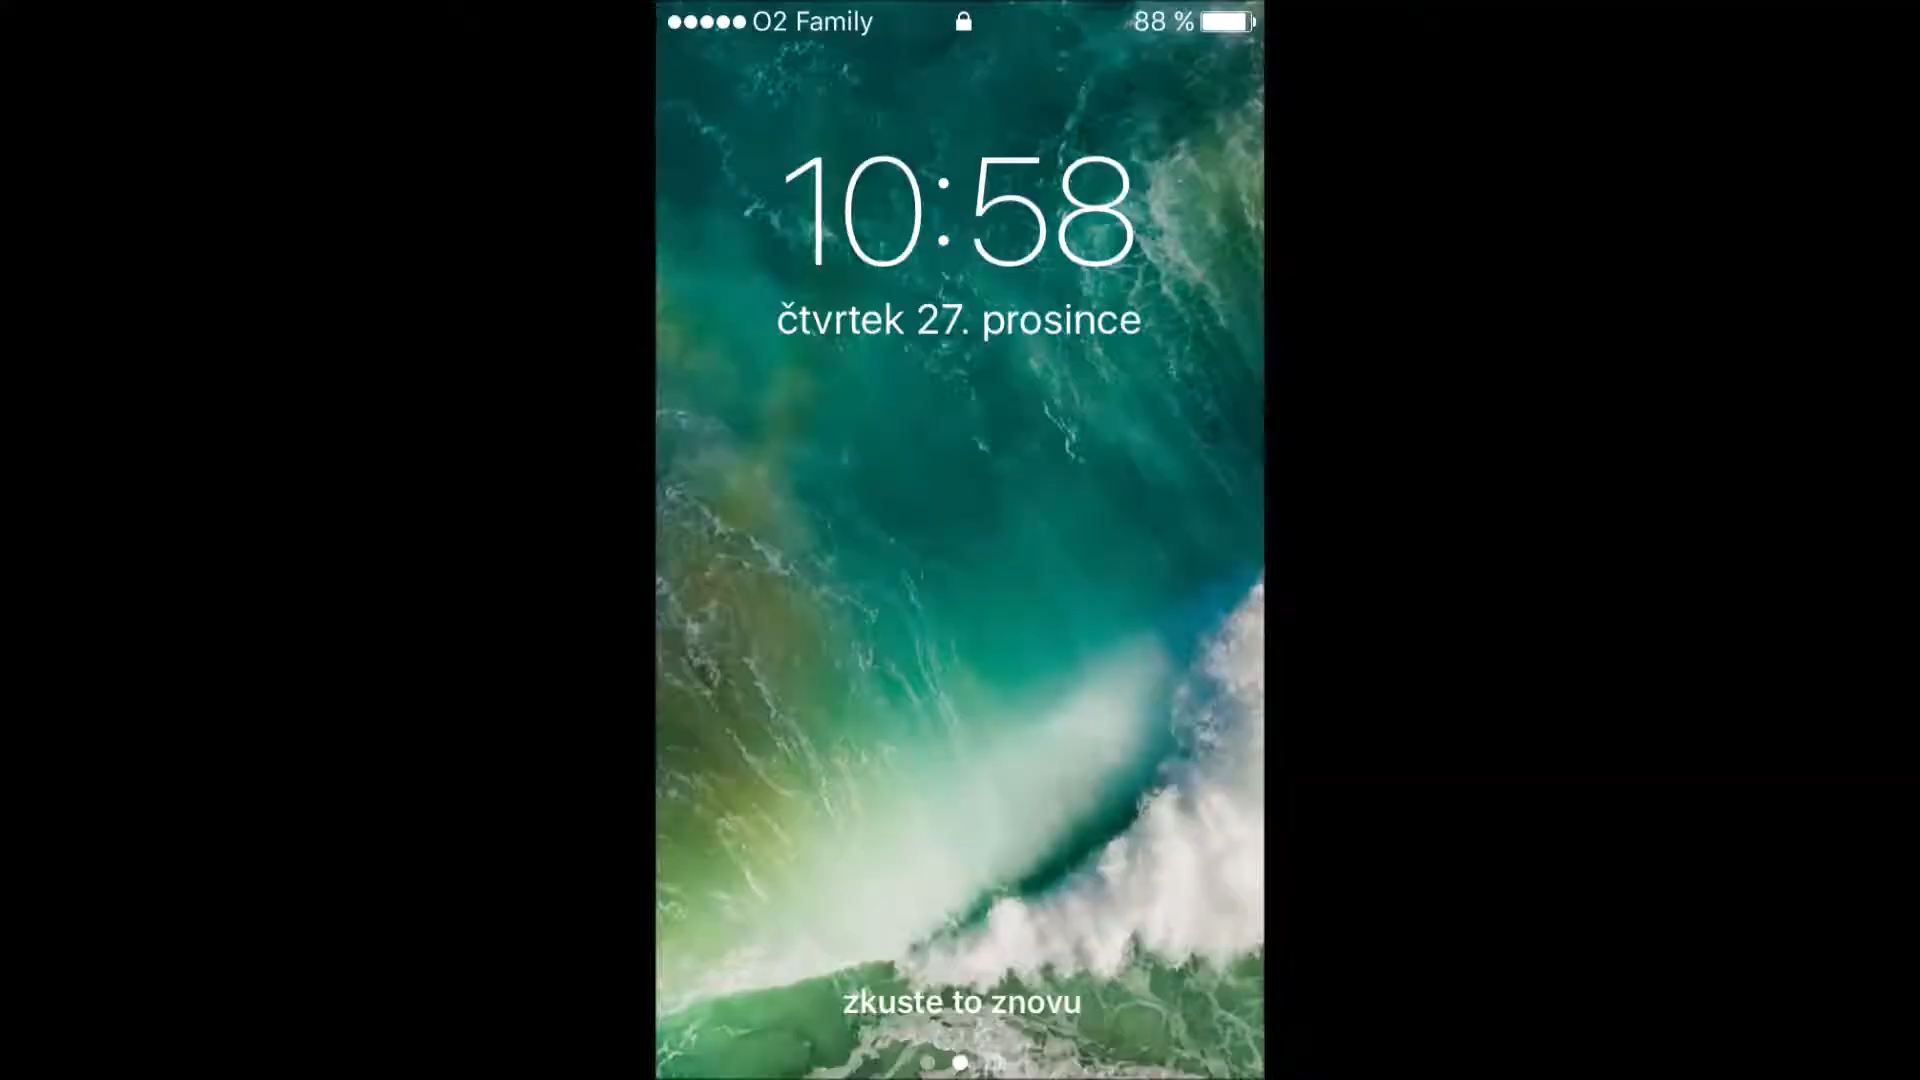 O2 Family 88 %
10:58
čtvrtek 27. prosince
zkuste to znovu